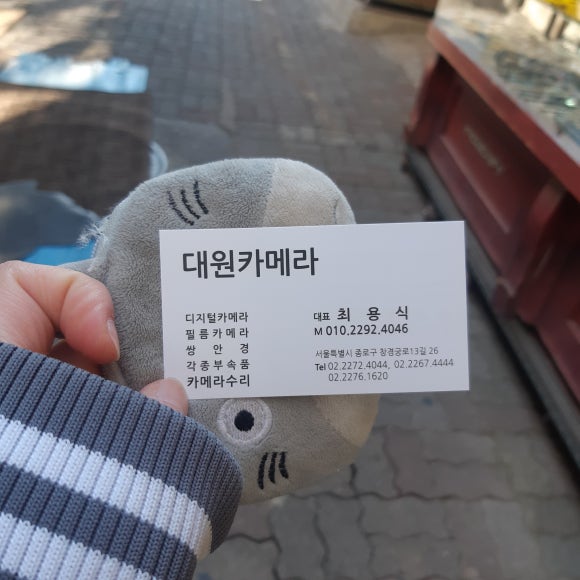 대원카메라
디지털카메라
필름카메라
쌍 안 경
각종부속품
카메라수리
대표 최 용 식
M 010.2292.4046
서울특별시 종로구 창경궁로13길 26
Tel 02.2272.4044, 02.2267.4444
02.2276.1620